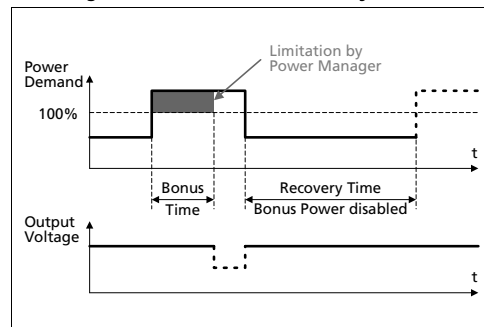 Limitation by
Power Manager
Power
Demand
100%
t
Bonus
Time
Recovery Time
Bonus Power disabled
Output
Voltage
t